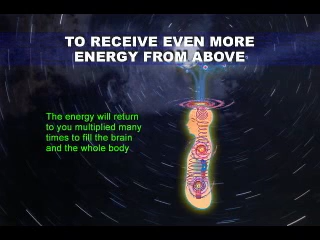 TO RECEIVE EVEN MORE
ENERGY FROM ABOVE
The energy will return
to you multiplied many
times to fill the brain
and the whole body